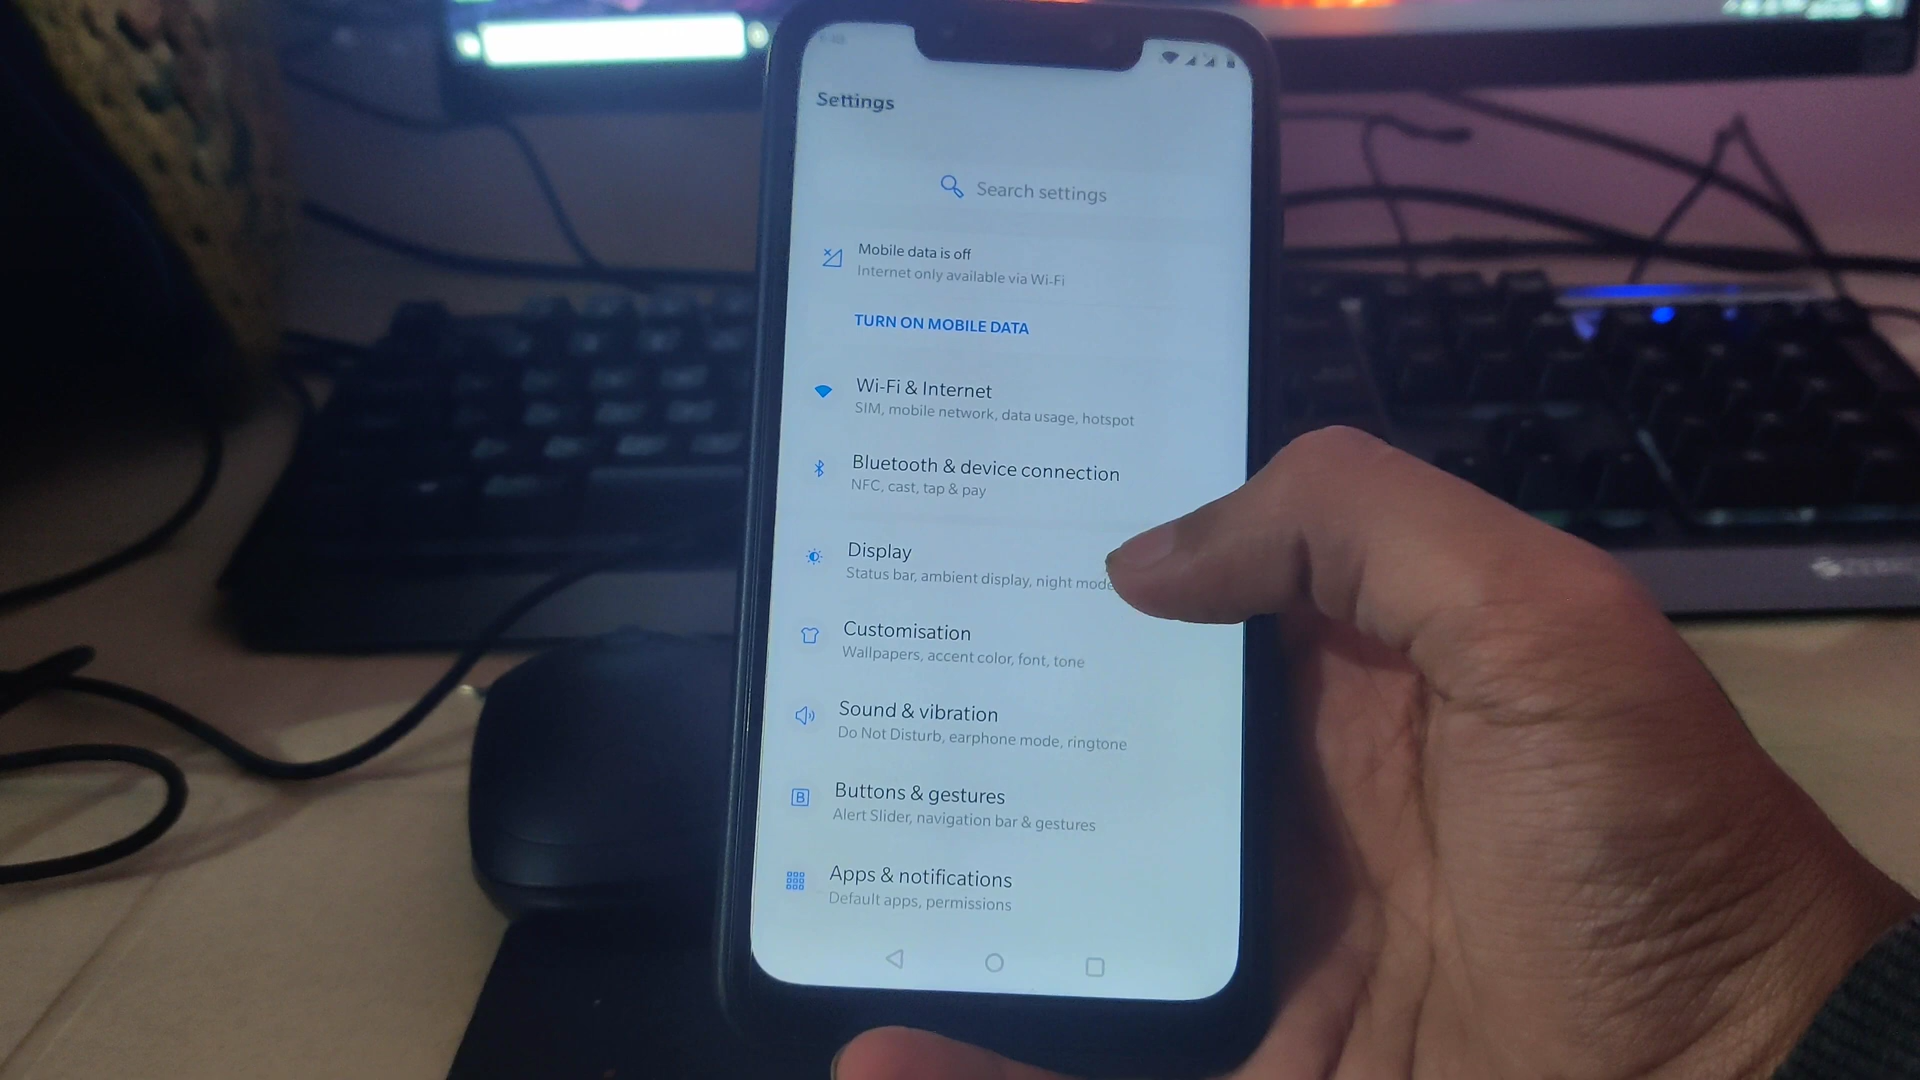 Settings
Search settings
Mobile data is off
Internet only available via Wi-Fi
TURN ON MOBILE DATA
Wi-Fi & Internet
SIM, mobile network, data usage, hotspot
Bluetooth & device connection
NFC, cast, tap & pay
Display
Status bar, ambient display, night mode
Customisation
Wallpapers, accent color, font, tone
Sound & vibration
Do Not Disturb, earphone mode, ringtone
Buttons & gestures
Alert Slider, navigation bar & gestures
Apps & notifications
Default apps, permissions